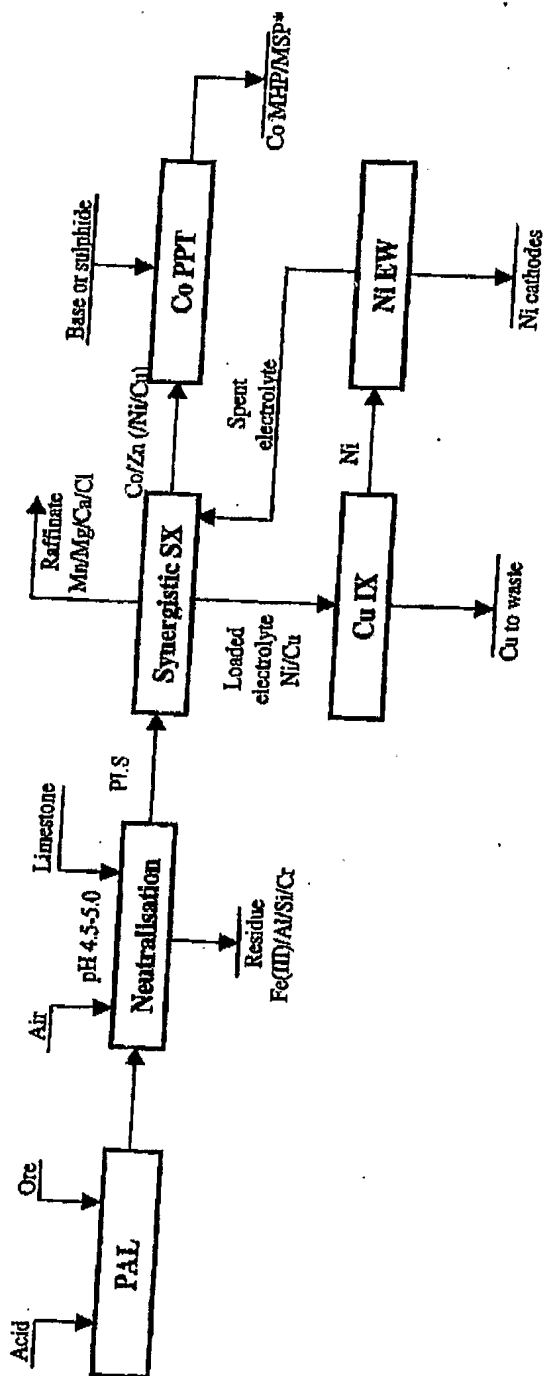 Acid
Ore
PAL
Air
Limestone
pH 4.5-5.0
Neutralisation
Residue
Fe(III)/Al/Si/Cr
PLS
Raffinate
Mn/Mg/Ca/Cl
Synergistic SX
Co/Zn (/Ni/Cu)
Base or sulphide
Co PPT
Co MHP/MSP*
Loaded
electrolyte
Ni/Cu
Spent
electrolyte
Cu IX
Cu to waste
Ni
Ni EW
Ni cathodes